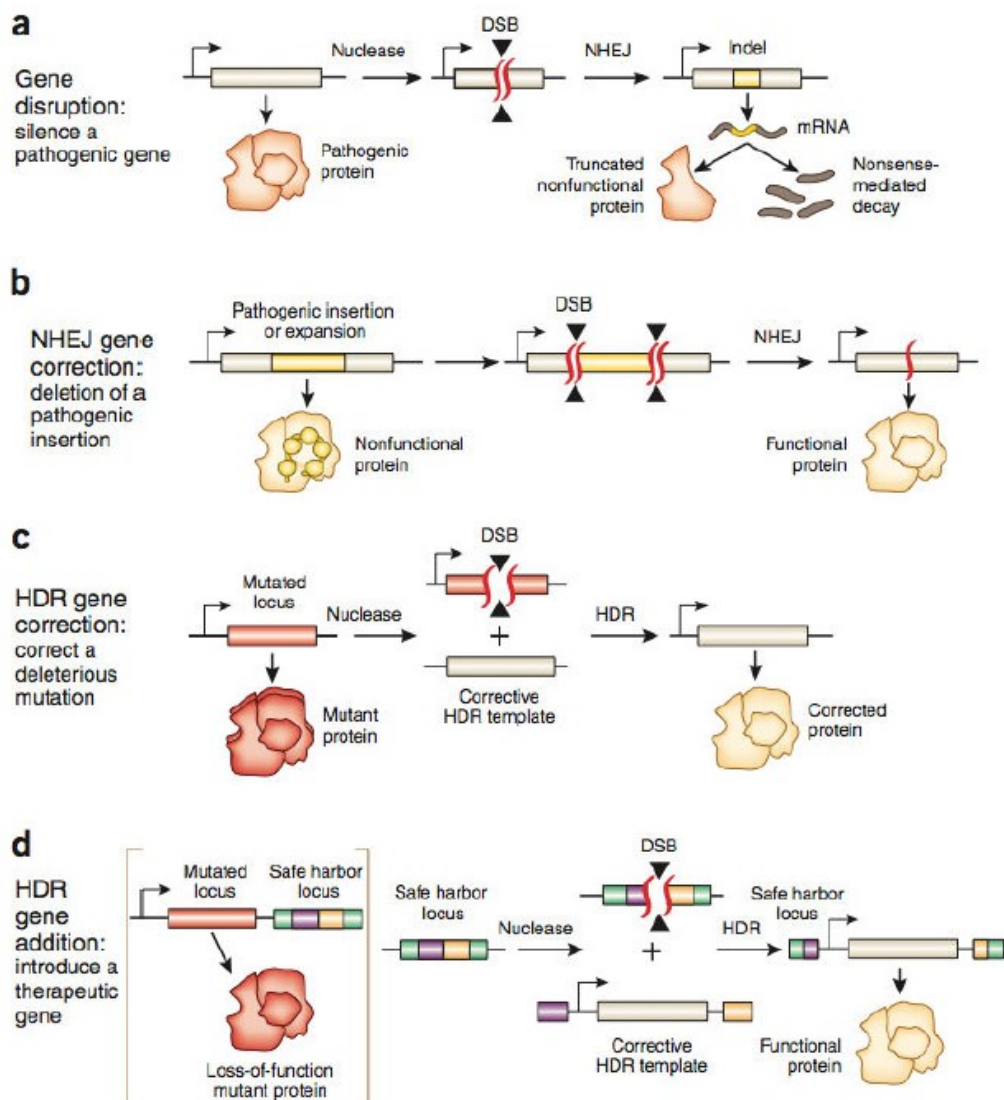 a
Gene
disruption:
silence a
pathogenic gene
Nuclease
DSB
NHEJ
Indel
Pathogenic
protein
mRNA
Truncated
nonfunctional
protein
Nonsense-
mediated
decay
b
NHEJ gene
correction:
deletion of a
pathogenic
insertion
Pathogenic insertion
or expansion
DSB
NHEJ
Nonfunctional
protein
Functional
protein
c
HDR gene
correction:
correct a
deleterious
mutation
Mutated
locus
Nuclease
DSB
+
HDR
Corrective
HDR template
Mutant
protein
Corrected
protein
d
HDR
gene
addition:
introduce a
therapeutic
gene
Mutated
locus
Safe harbor
locus
Loss-of-function
mutant protein
Safe harbor
locus
Nuclease
DSB
+
HDR
Corrective
HDR template
Safe harbor
locus
Functional
protein